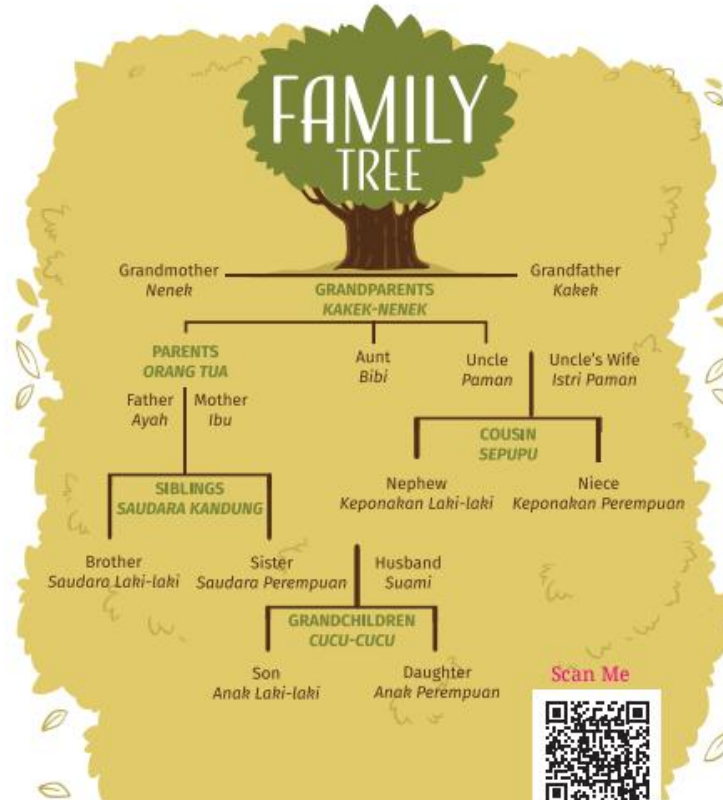 FAMILY
TREE
Grandmother
Nenek
Grandfather
Kakek
GRANDPARENTS
KAKEK-NENEK
PARENTS
ORANG TUA
Aunt
Bibi
Uncle
Paman
Uncle's Wife
Istri Paman
Father
Ayah
Mother
Ibu
COUSIN
SEPUPU
SIBLINGS
SAUDARA KANDUNG
Nephew
Keponakan Laki-laki
Niece
Keponakan Perempuan
Brother
Saudara Laki-laki
Sister
Saudara Perempuan
Husband
Suami
GRANDCHILDREN
CUCU-CUCU
Son
Anak Laki-laki
Daughter
Anak Perempuan
Scan Me